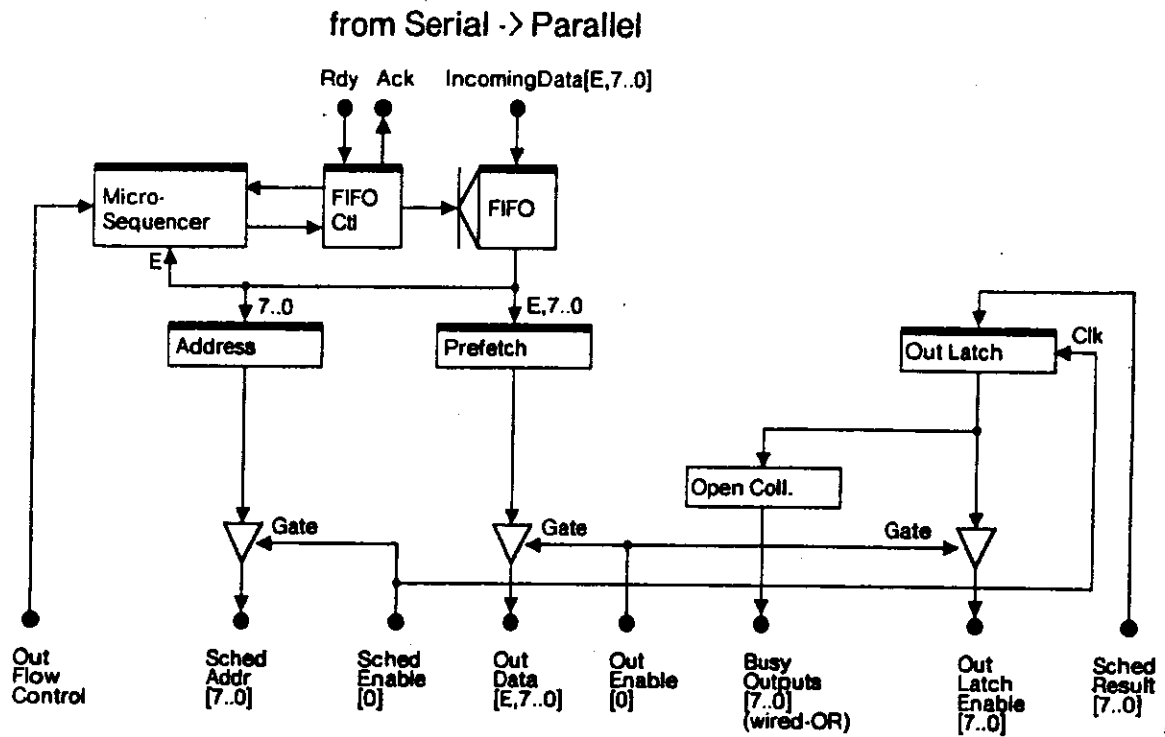 from Serial -> Parallel
Rdy Ack IncomingData[E,7..0]
Micro-
Sequencer
FIFO
Ctl
FIFO
E
7..0
E,7..0
Address
Prefetch
Out Latch
Clk
Open Coll.
Gate
Gate
Gate
Out
Flow
Control
Sched
Addr
[7..0]
Sched
Enable
[0]
Out
Data
[E,7..0]
Out
Enable
[0]
Busy
Outputs
[7..0]
(wired-OR)
Out
Latch
Enable
[7..0]
Sched
Result
[7..0]